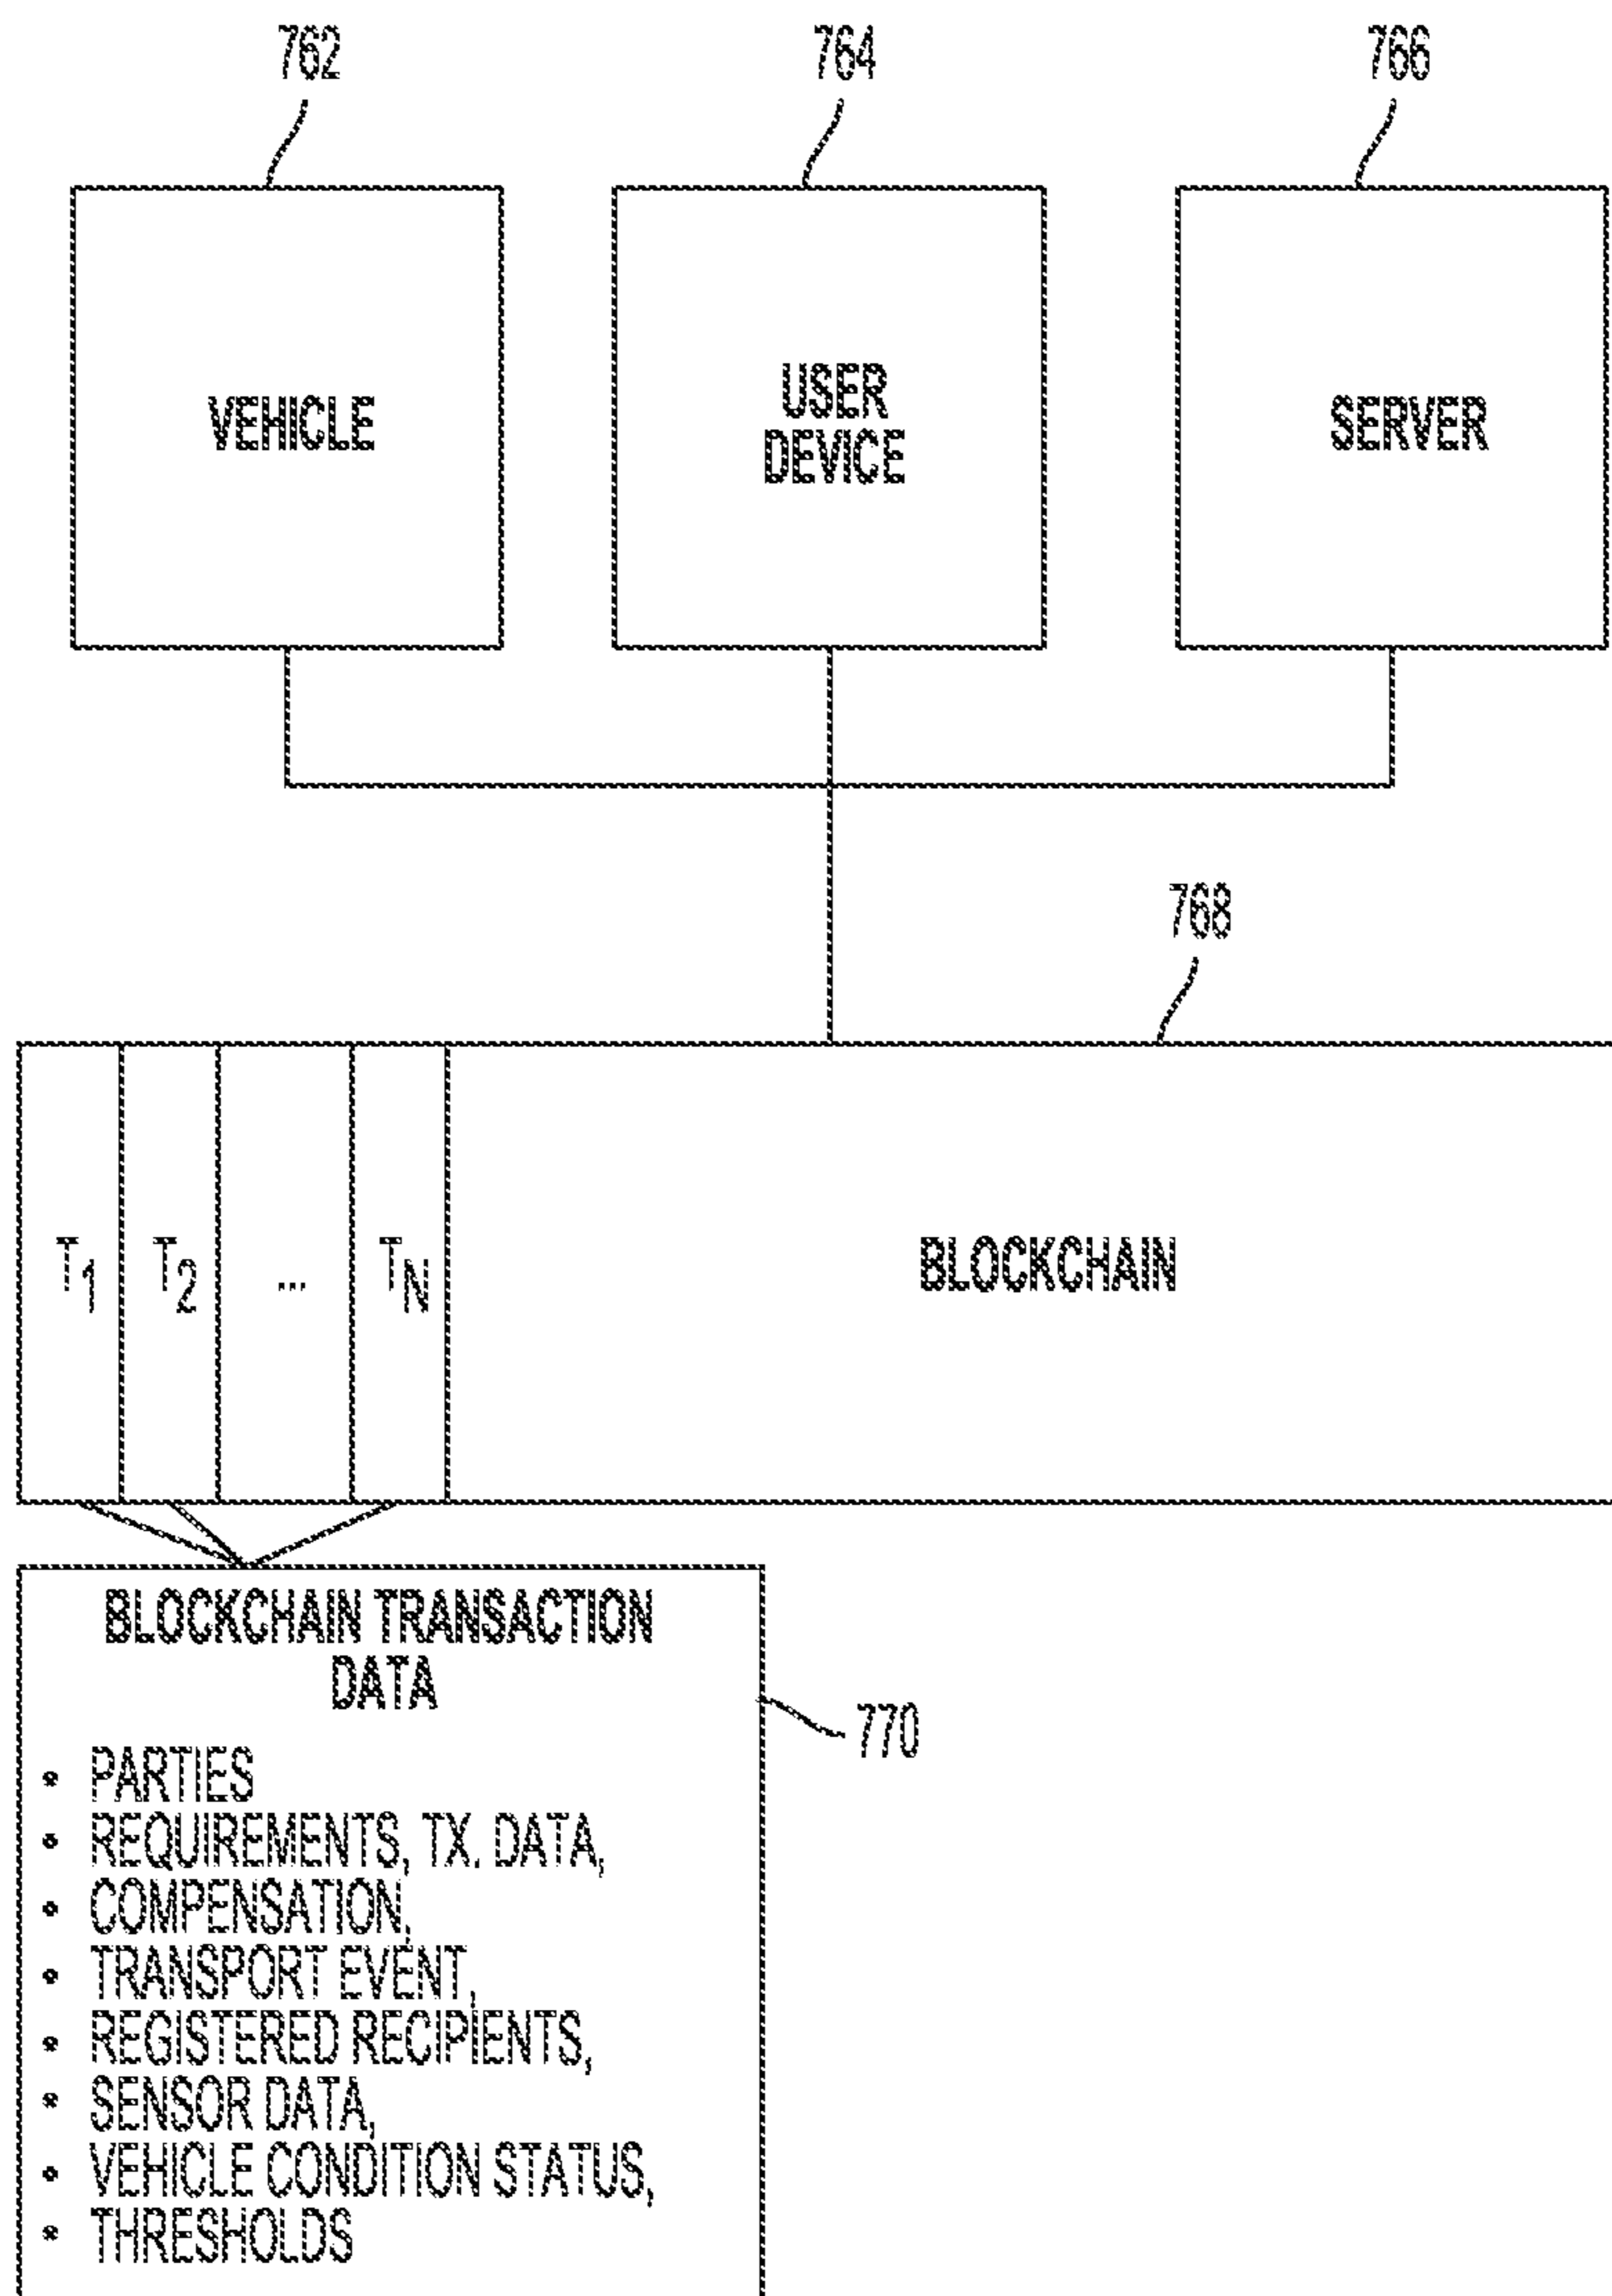 762
764
766
VEHICLE
USER
DEVICE
SERVER
768
T1
T2
...
TN
BLOCKCHAIN
BLOCKCHAIN TRANSACTION
DATA
770
• PARTIES
• REQUIREMENTS, TX. DATA,
• COMPENSATION,
• TRANSPORT EVENT,
• REGISTERED RECIPIENTS,
• SENSOR DATA,
• VEHICLE CONDITION STATUS,
• THRESHOLDS